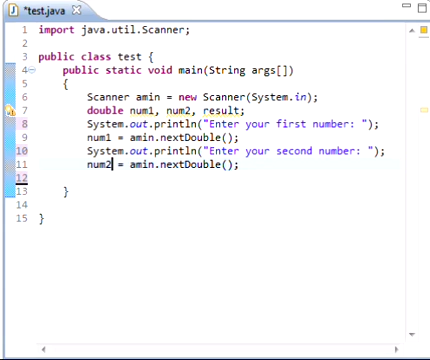 *test.java
1 import java.util.Scanner;
2
3 public class test {
4     public static void main(String args[])
5     {
6         Scanner amin = new Scanner(System.in);
7         double num1, num2, result;
8         System.out.println("Enter your first number: ");
9         num1 = amin.nextDouble();
10         System.out.println("Enter your second number: ");
11         num2 = amin.nextDouble();
12
13     }
14
15 }